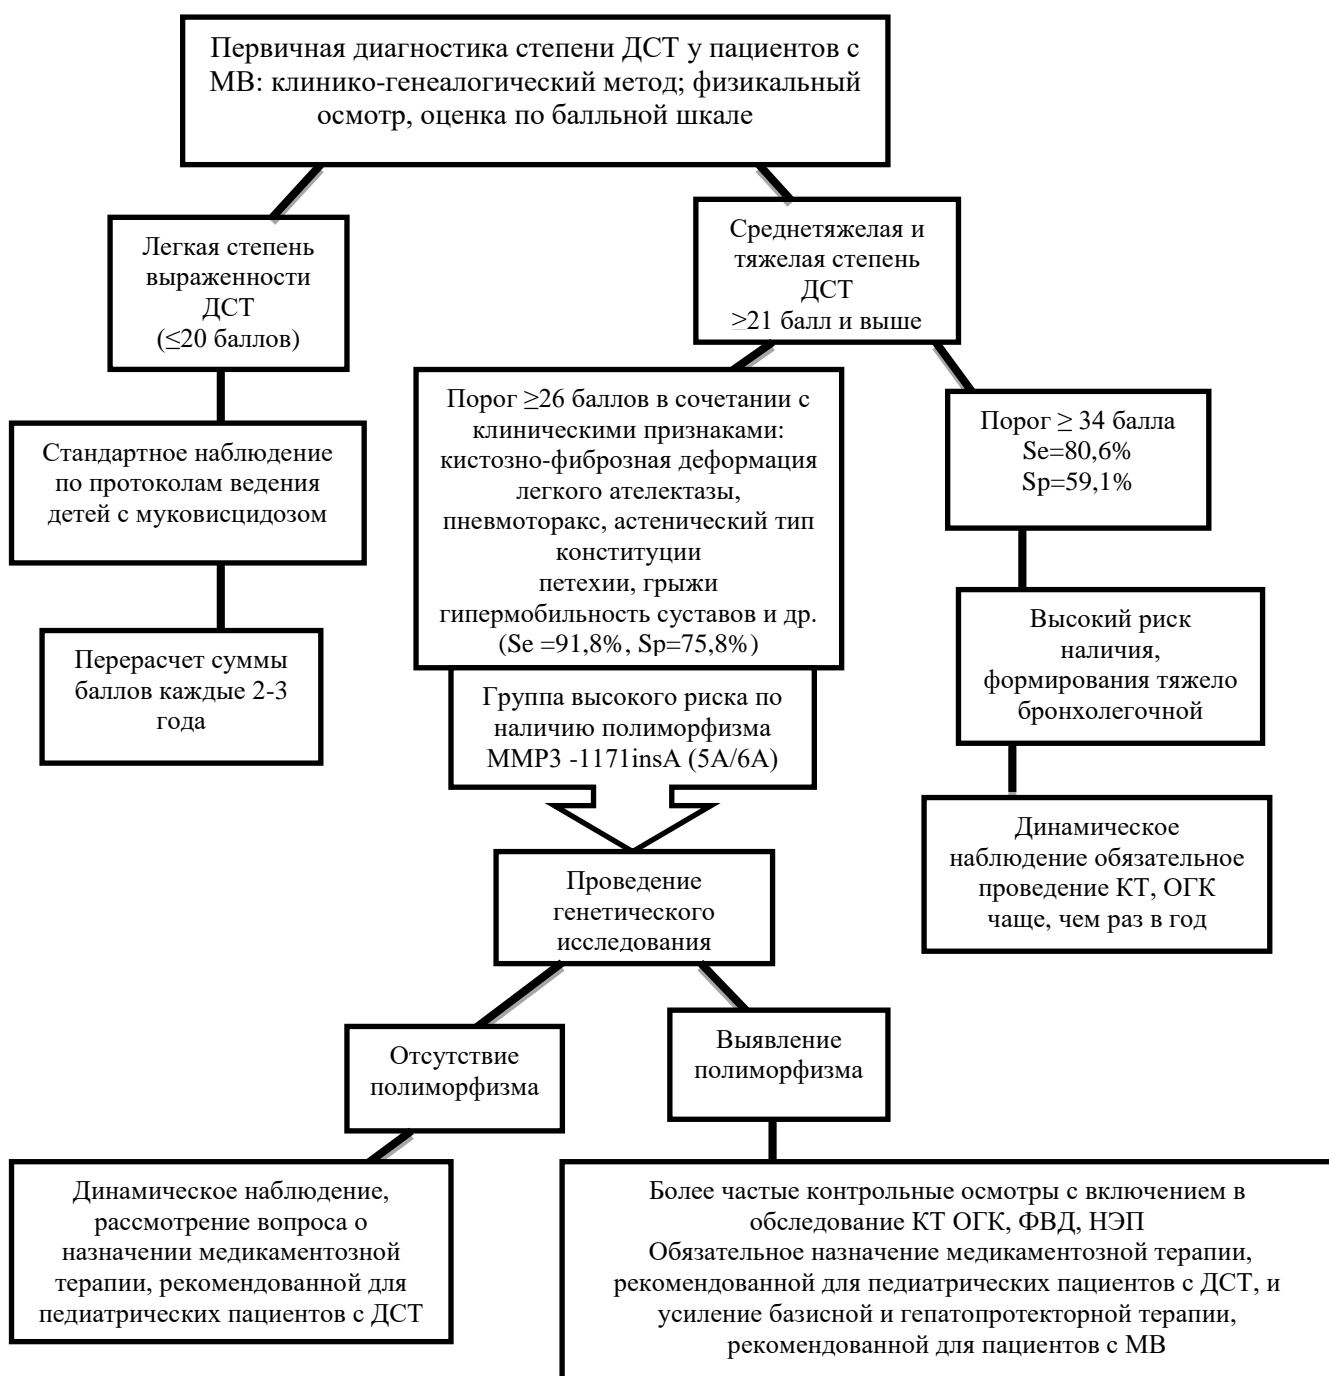 Первичная диагностика степени ДСТ у пациентов с
МВ: клинико-генеалогический метод; физикальный
осмотр, оценка по балльной шкале
Легкая степень
выраженности
ДСТ
(≤20 баллов)
Среднетяжелая и
тяжелая степень
ДСТ
≥21 балл и выше
Стандартное наблюдение
по протоколам ведения
детей с муковисцидозом
Перерасчет суммы
баллов каждые 2-3
года
Порог ≥26 баллов в сочетании с
клиническими признаками:
кистозно-фиброзная деформация
легкого ателектазы,
пневмоторакс, астенический тип
конституции
петехии, грыжи
гипермобильность суставов и др.
(Se =91,8%, Sp=75,8%)
Порог ≥ 34 балла
Se=80,6%
Sp=59,1%
Группа высокого риска по
наличию полиморфизма
MMP3 -1171insA (5A/6A)
Высокий риск
наличия,
формирования тяжело
бронхолегочной
Динамическое
наблюдение обязательное
проведение КТ, ОГК
чаще, чем раз в год
Проведение
генетического
исследования
Отсутствие
полиморфизма
Выявление
полиморфизма
Динамическое наблюдение,
рассмотрение вопроса о
назначении медикаментозной
терапии, рекомендованной для
педиатрических пациентов с ДСТ
Более частые контрольные осмотры с включением в
обследование КТ ОГК, ФВД, НЭП
Обязательное назначение медикаментозной терапии,
рекомендованной для педиатрических пациентов с ДСТ, и
усиление базисной и гепатопротекторной терапии,
рекомендованной для пациентов с МВ